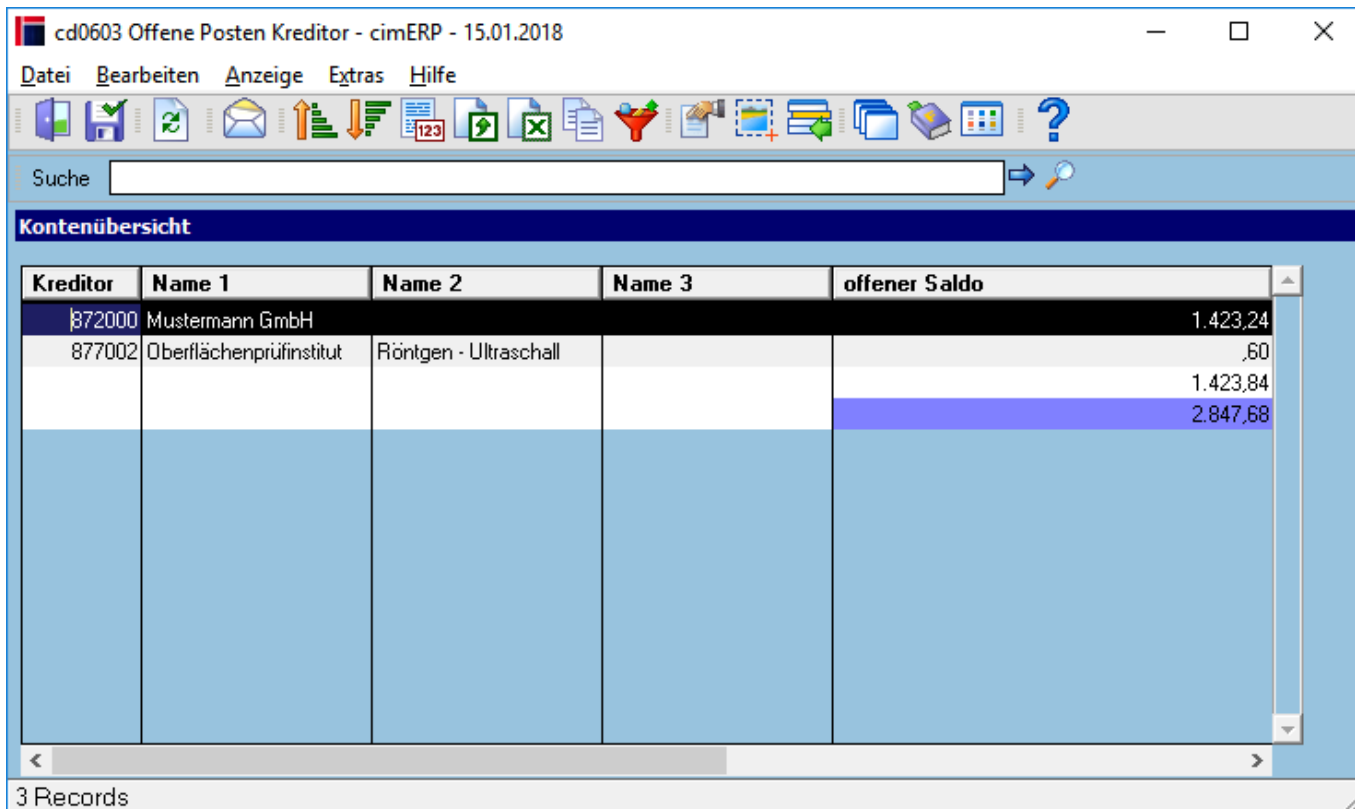 cd0603 Offene Posten Kreditor - cimERP - 15.01.2018
Datei Bearbeiten Anzeige Extras Hilfe
123
Suche
Kontenübersicht
Kreditor Name 1 Name 2 Name 3 offener Saldo
872000 Mustermann GmbH 1.423,24
877002 Oberflächenprüfinstitut Röntgen - Ultraschall ,60
1.423,84
2.847,68
3 Records